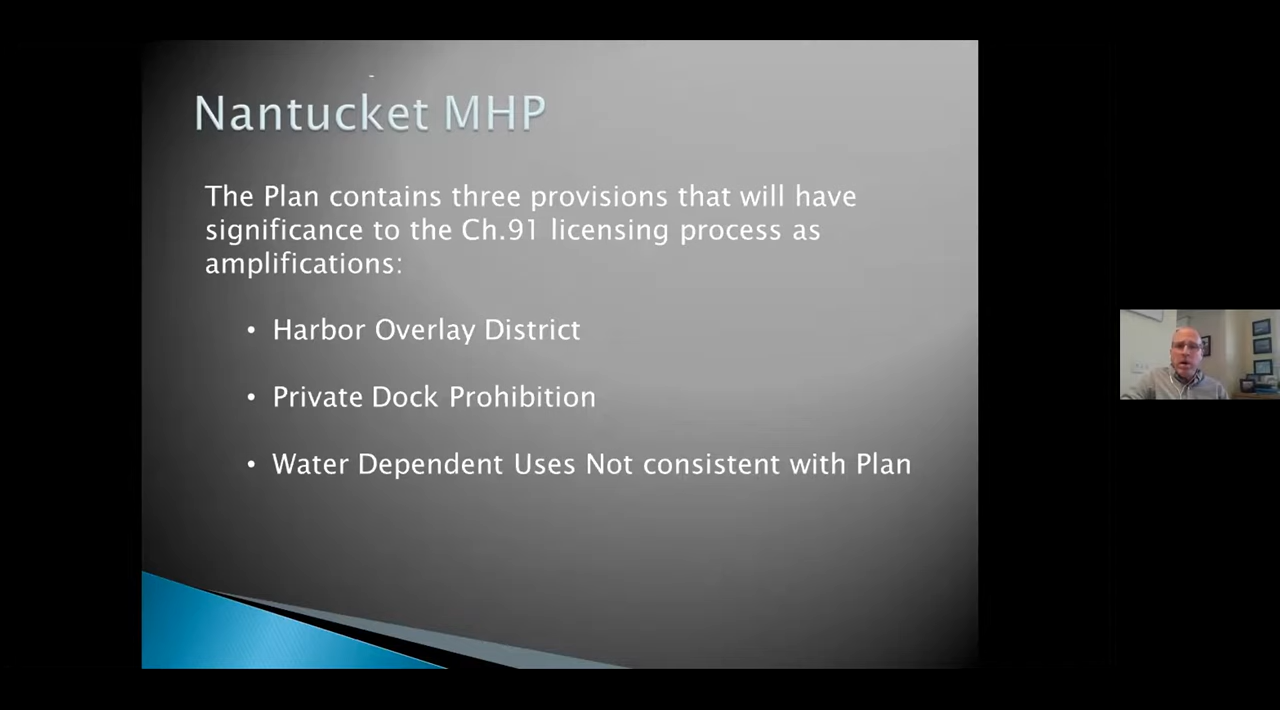 Nantucket MHP
The Plan contains three provisions that will have
significance to the Ch.91 licensing process as
amplifications:
• Harbor Overlay District
• Private Dock Prohibition
• Water Dependent Uses Not consistent with Plan